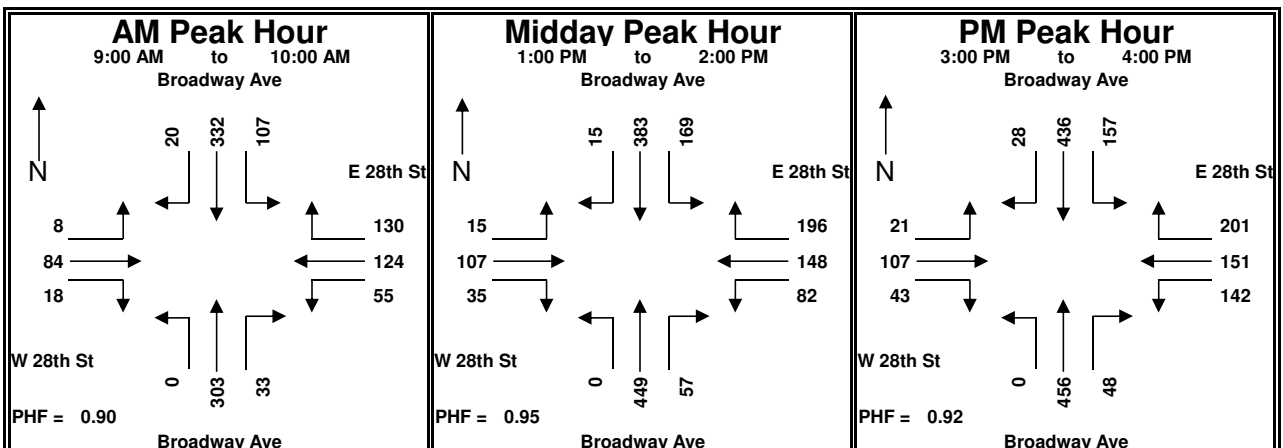 AM Peak Hour
9:00 AM to 10:00 AM
Broadway Ave
20 332 107
N
E 28th St
8 130
84 124
18 55
W 28th St
0 303 33
PHF = 0.90
Broadway Ave
Midday Peak Hour
1:00 PM to 2:00 PM
Broadway Ave
15 383 169
N
E 28th St
15 196
107 148
35 82
W 28th St
0 449 57
PHF = 0.95
Broadway Ave
PM Peak Hour
3:00 PM to 4:00 PM
Broadway Ave
28 436 157
N
E 28th St
21 201
107 151
43 142
W 28th St
0 456 48
PHF = 0.92
Broadway Ave